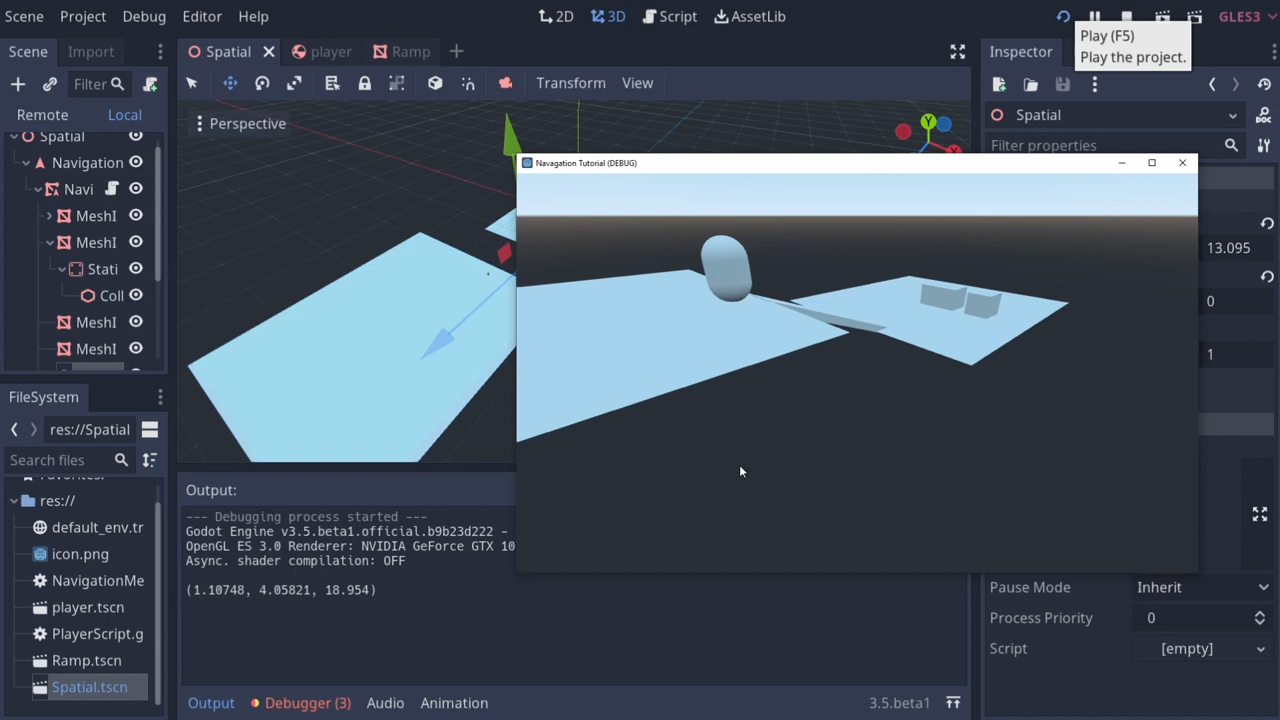 Scene Project Debug Editor Help
2D 3D Script AssetLib
GLES3
Play (F5)
Play the project.
Scene Import
Spatial player Ramp
Inspector
Filter
Transform View
Remote Local
Perspective
Spatial
Filter properties
Spatial
Navigation
Navi
MeshI
MeshI
Stati
Coll
MeshI
MeshI
Navagation Tutorial (DEBUG)
13.095
0
1
FileSystem
res://Spatial
Search files
res://
default_env.tr
icon.png
NavigationMe
player.tscn
PlayerScript.g
Ramp.tscn
Spatial.tscn
Output:
--- Debugging process started ---
Godot Engine v3.5.beta1.official.b9b23d222 -
OpenGL ES 3.0 Renderer: NVIDIA GeForce GTX 10
Async. shader compilation: OFF
(1.10748, 4.05821, 18.954)
Pause Mode Inherit
Process Priority 0
Script [empty]
Output Debugger (3) Audio Animation
3.5.beta1